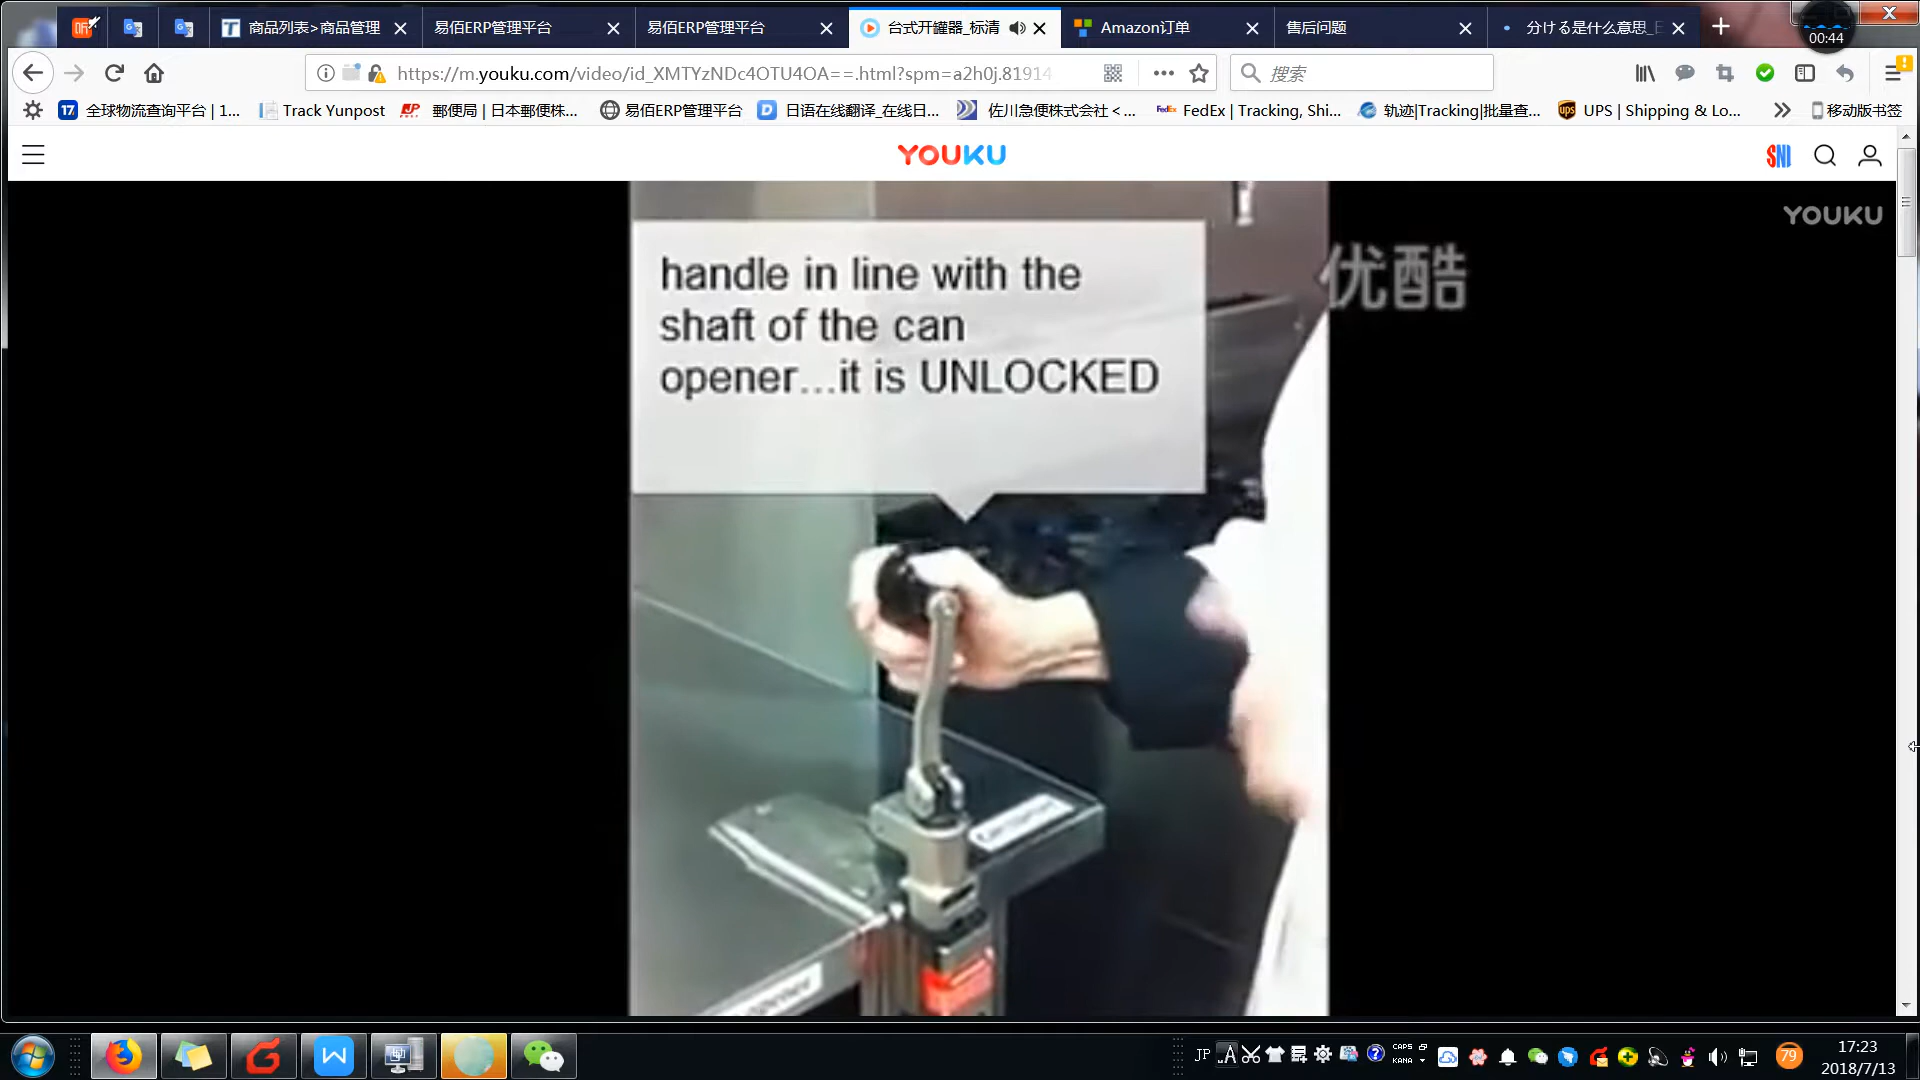 商品列表>商品管理
易佰ERP管理平台
易佰ERP管理平台
台式开罐器_标清
Amazon订单
售后问题
分ける是什么意思_
00:44
https://m.youku.com/video/id_XMTYzNDc4OTU4OA==.html?spm=a2h0j.81914
搜索
17 全球物流查询平台 | 1...
Track Yunpost
郵便局 | 日本郵便株...
易佰ERP管理平台
日语在线翻译_在线日...
佐川急便株式会社 < ...
FedEx FedEx | Tracking, Shi...
轨迹|Tracking|批量查...
ups UPS | Shipping & Lo...
移动版书签
YOUKU
YOUKU
优酷
handle in line with the
shaft of the can
opener...it is UNLOCKED
JP
CAPS
KANA
79
17:23
2018/7/13